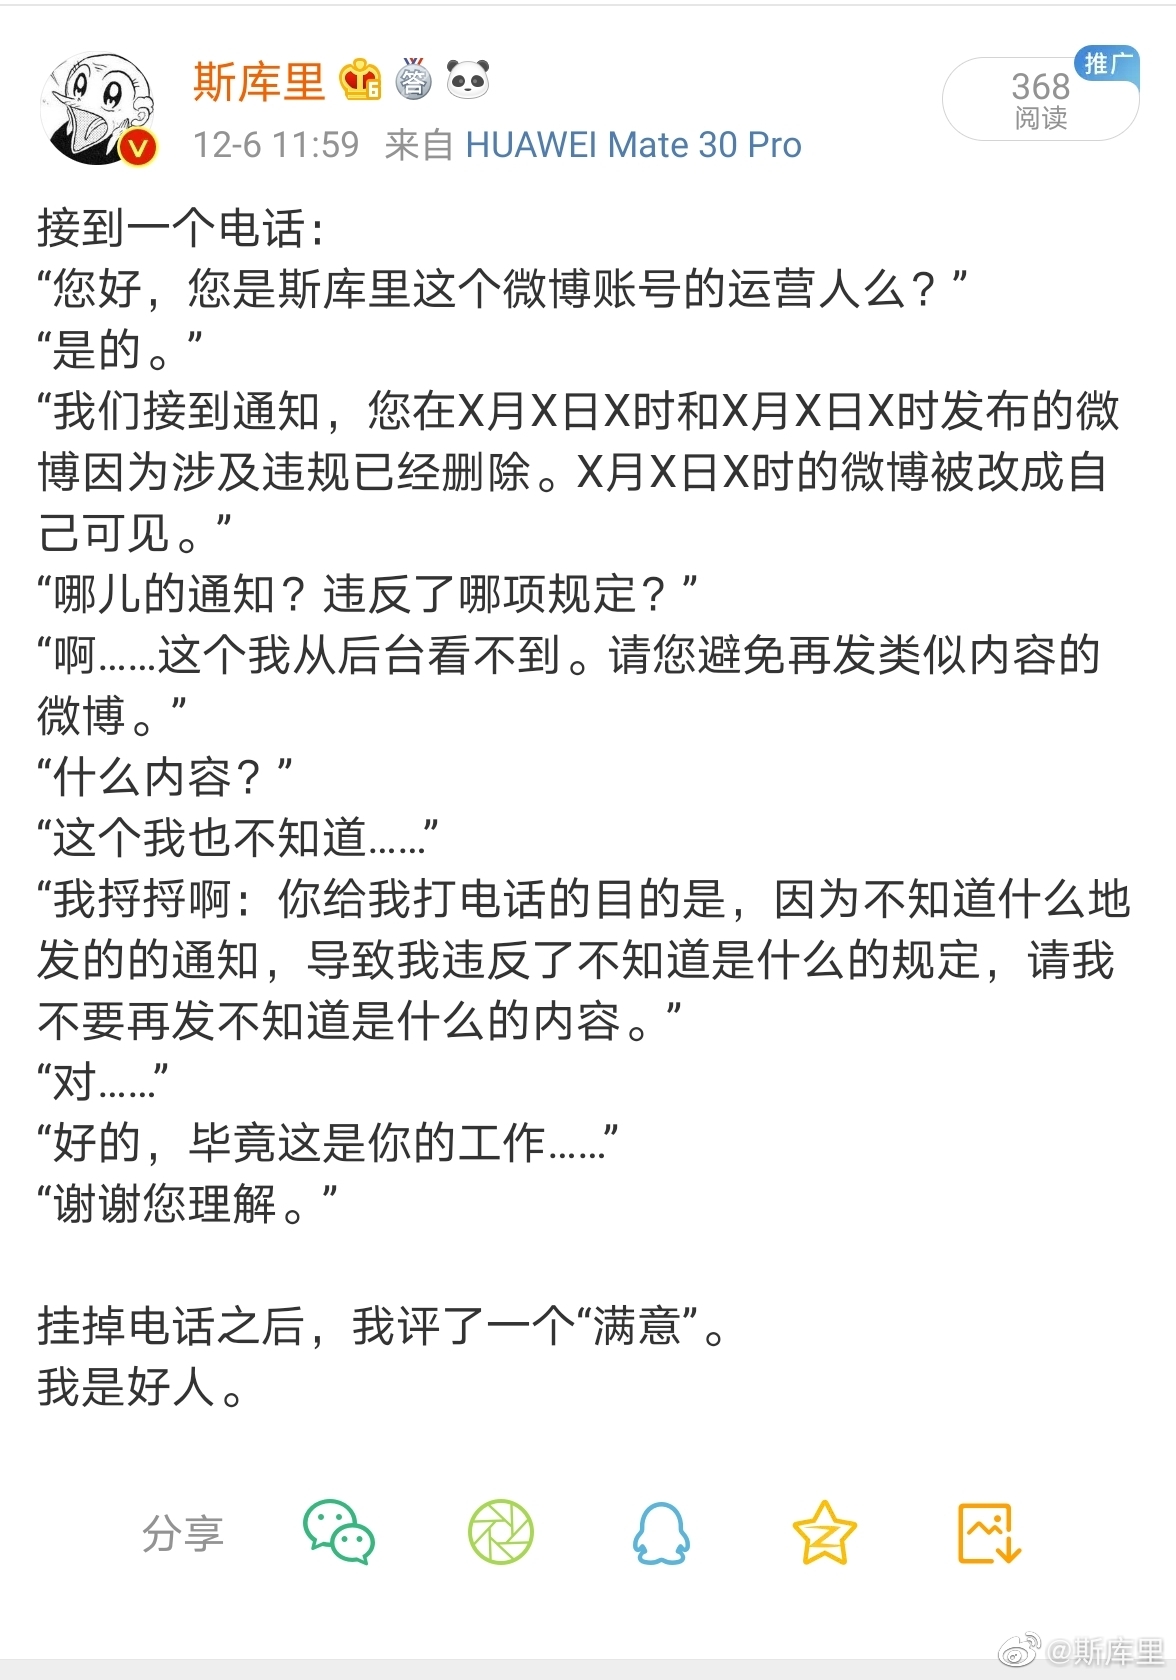 斯库里
6
答
推广
368
阅读
12-6 11:59 来自 HUAWEI Mate 30 Pro
接到一个电话：
“您好，您是斯库里这个微博账号的运营人么？”
“是的。”
“我们接到通知，您在X月X日X时和X月X日X时发布的微
博因为涉及违规已经删除。X月X日X时的微博被改成自
己可见。”
“哪儿的通知？违反了哪项规定？”
“啊……这个我从后台看不到。请您避免再发类似内容的
微博。”
“什么内容？”
“这个我也不知道……”
“我捋捋啊：你给我打电话的目的是，因为不知道什么地
发的的通知，导致我违反了不知道是什么的规定，请我
不要再发不知道是什么的内容。”
“对……”
“好的，毕竟这是你的工作……”
“谢谢您理解。”
挂掉电话之后，我评了一个“满意”。
我是好人。
分享
@斯库里